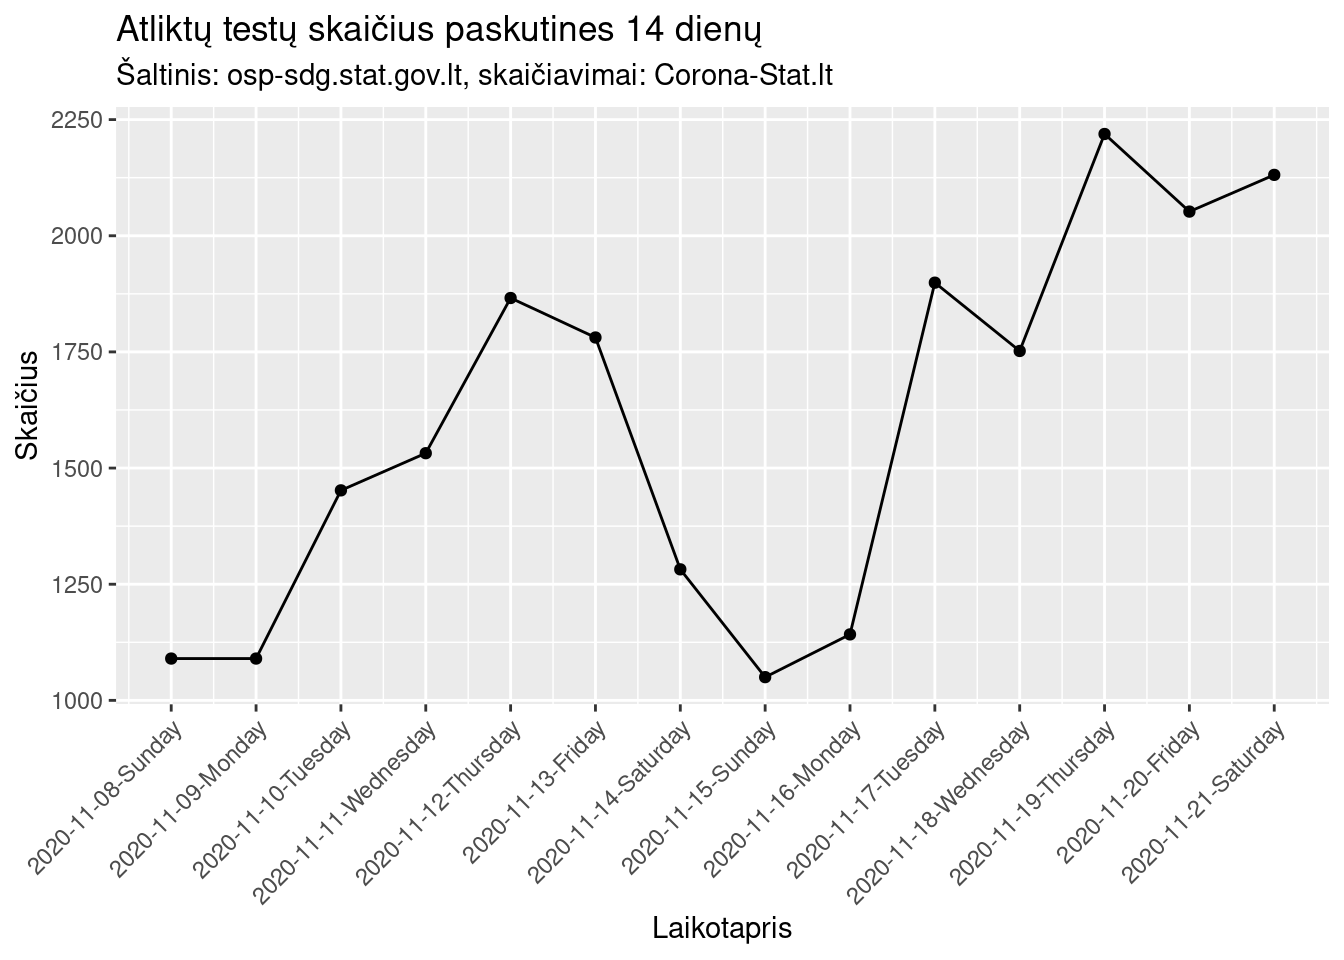 Atliktų testų skaičius paskutines 14 dienų
Šaltinis: osp-sdg.stat.gov.lt, skaičiavimai: Corona-Stat.lt
Skaičius
2250
2000
1750
1500
1250
1000
2020-11-08-Sunday
2020-11-09-Monday
2020-11-10-Tuesday
2020-11-11-Wednesday
2020-11-12-Thursday
2020-11-13-Friday
2020-11-14-Saturday
2020-11-15-Sunday
2020-11-16-Monday
2020-11-17-Tuesday
2020-11-18-Wednesday
2020-11-19-Thursday
2020-11-20-Friday
2020-11-21-Saturday
Laikotapris